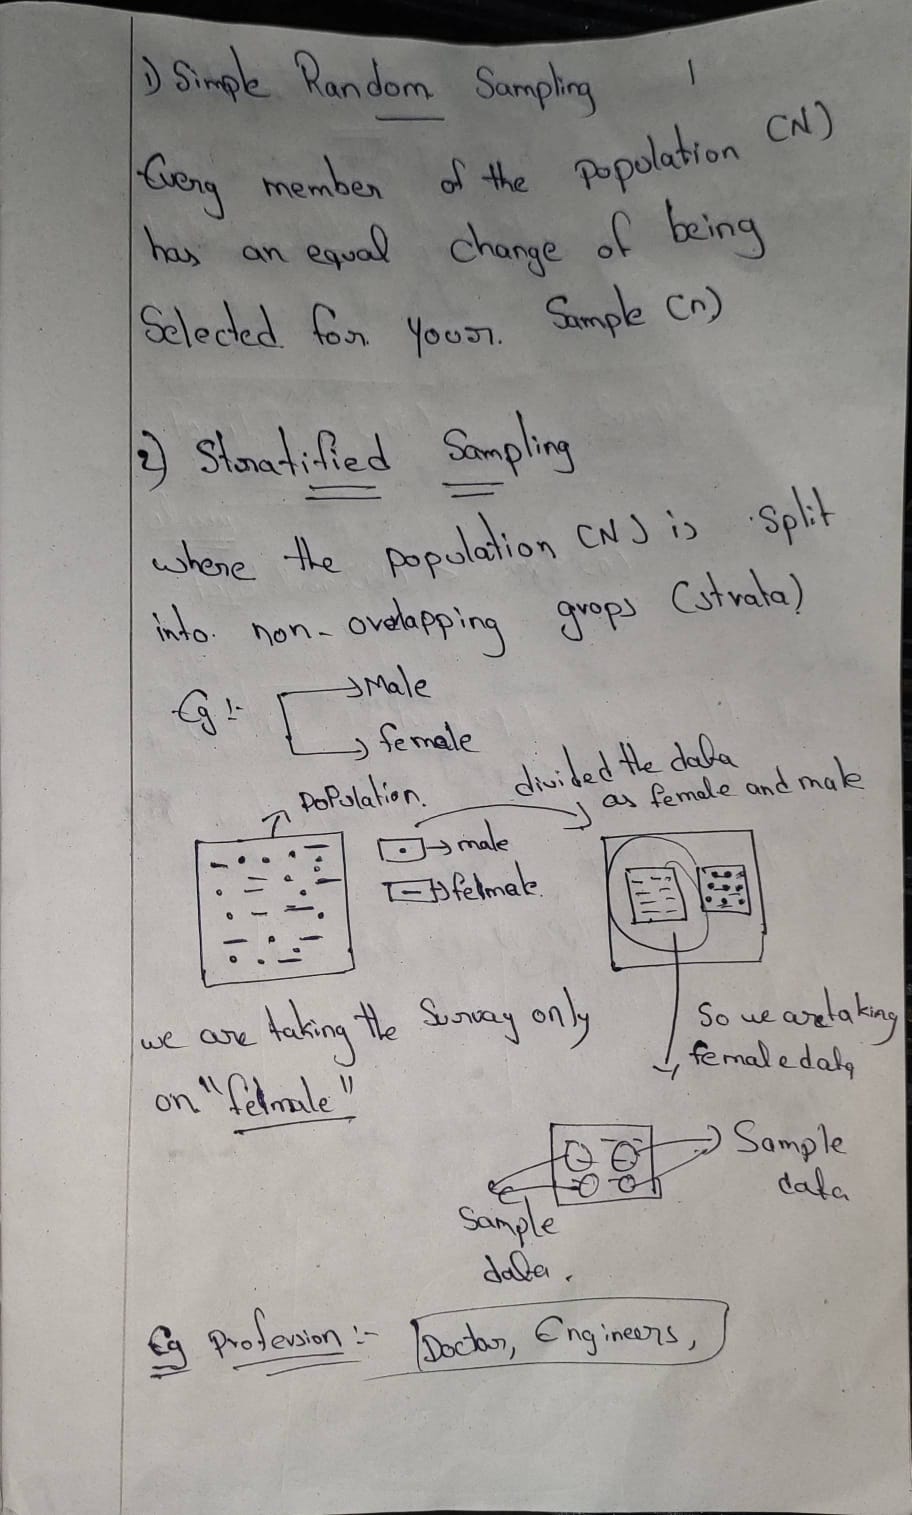 1) Simple Random Sampling 1
Every member of the population (N)
has an equal change of being
Selected for your Sample (n)
2) Stratified Sampling
where the population (N) is split
into non-overlapping grops (strata)
Eg :- → Male
→ female
→ Population.
divided the data
as female and male
→ male
→ felmale.
we are taking the Survay only
on "felmale"
So we are taking
female data
Sample
data
Sample
data.
Eg Profession :- Doctor, Engineers,